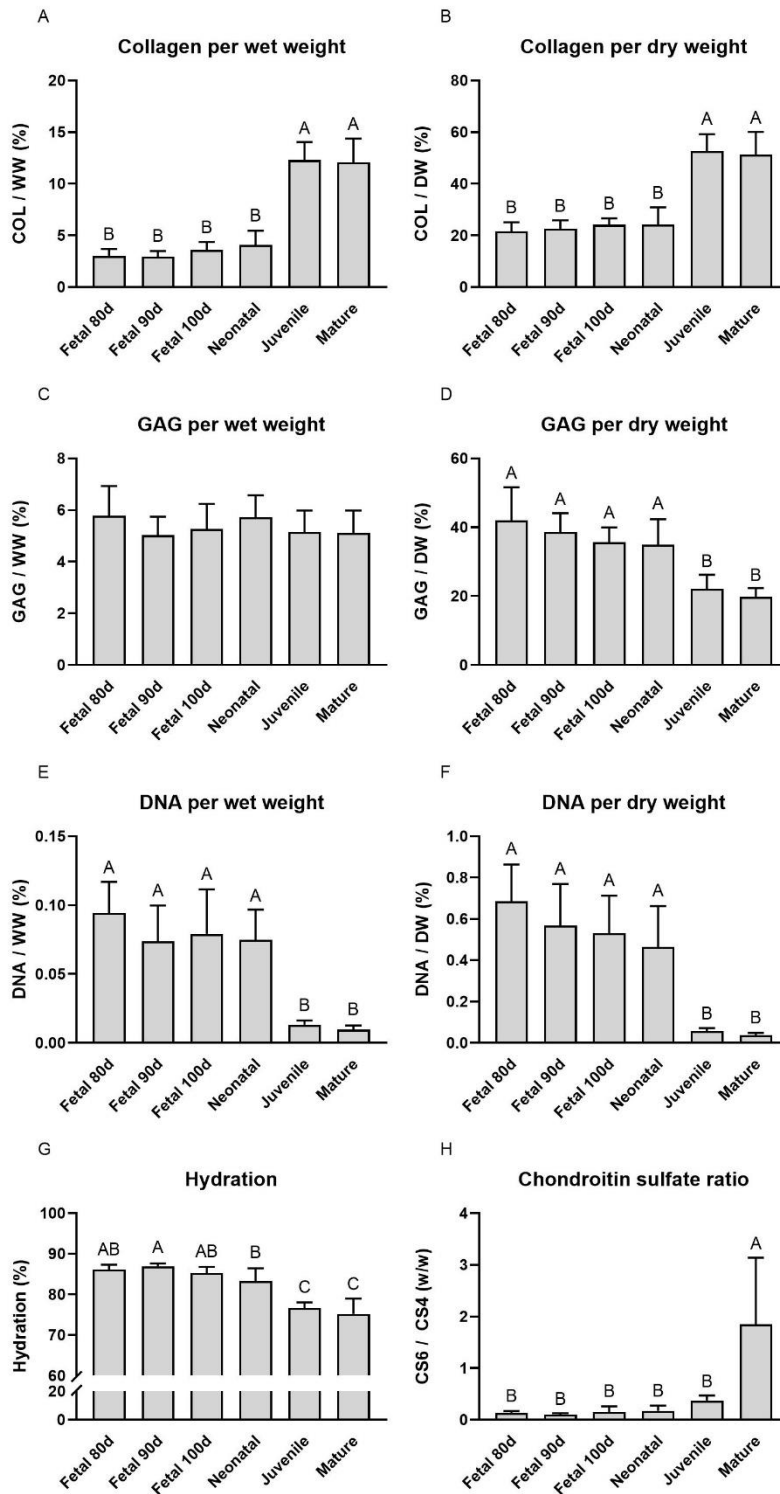 A
Collagen per wet weight
COL / WW (%)
20
15
10
5
0
B B B B A A
Fetal 80d Fetal 90d Fetal 100d Neonatal Juvenile Mature
B
Collagen per dry weight
COL / DW (%)
80
60
40
20
0
B B B B A A
Fetal 80d Fetal 90d Fetal 100d Neonatal Juvenile Mature
C
GAG per wet weight
GAG / WW (%)
8
6
4
2
0
Fetal 80d Fetal 90d Fetal 100d Neonatal Juvenile Mature
D
GAG per dry weight
GAG / DW (%)
60
40
20
0
A A A A B B
Fetal 80d Fetal 90d Fetal 100d Neonatal Juvenile Mature
E
DNA per wet weight
DNA / WW (%)
0.15
0.10
0.05
0.00
A A A A B B
Fetal 80d Fetal 90d Fetal 100d Neonatal Juvenile Mature
F
DNA per dry weight
DNA / DW (%)
1.0
0.8
0.6
0.4
0.2
0.0
A A A A B B
Fetal 80d Fetal 90d Fetal 100d Neonatal Juvenile Mature
G
Hydration
Hydration (%)
100
90
80
70
60
20
0
AB A AB B C C
Fetal 80d Fetal 90d Fetal 100d Neonatal Juvenile Mature
H
Chondroitin sulfate ratio
CS6 / CS4 (w/w)
4
3
2
1
0
B B B B B A
Fetal 80d Fetal 90d Fetal 100d Neonatal Juvenile Mature